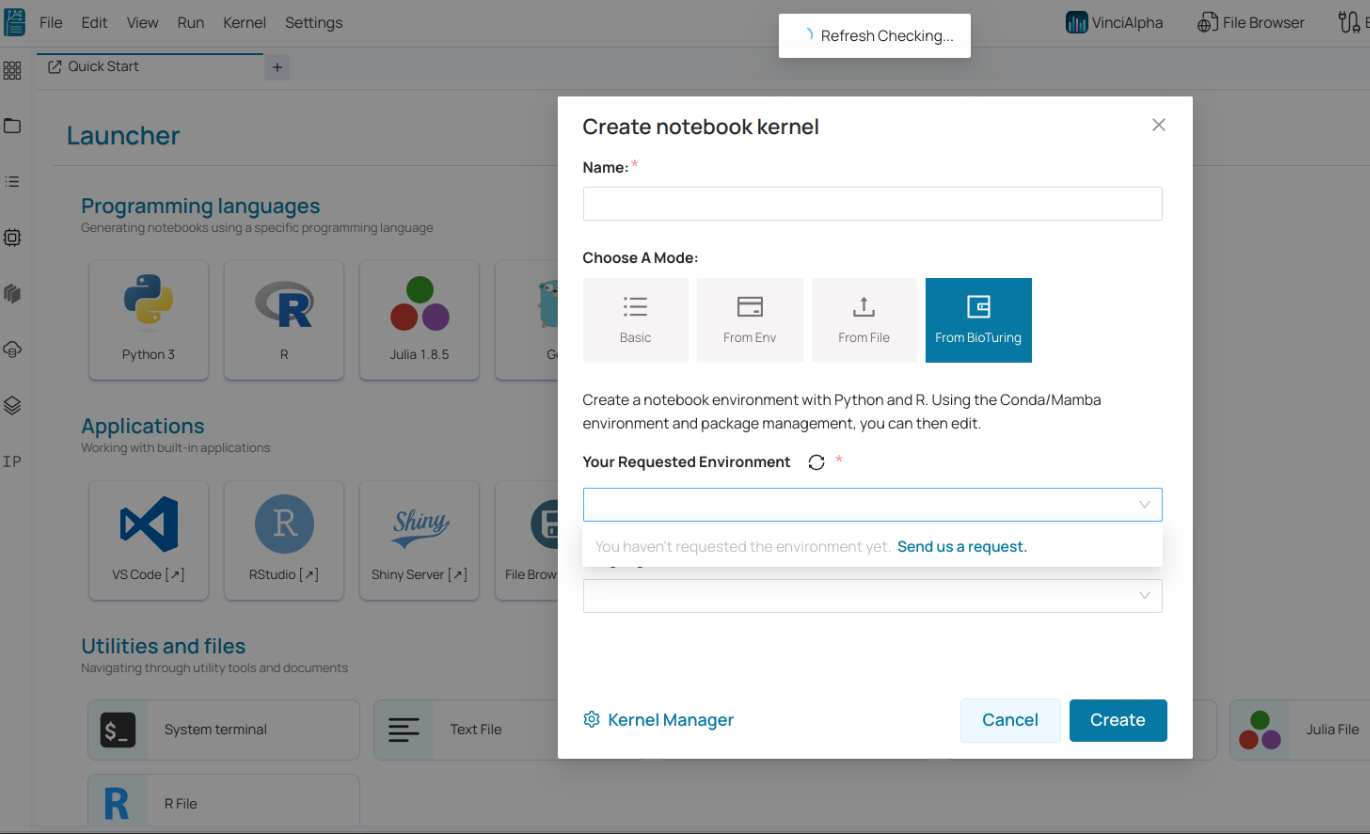 File Edit View Run Kernel Settings
Refresh Checking...
VinciAlpha
File Browser
Quick Start
+
Launcher
Create notebook kernel
Name: *
Programming languages
Generating notebooks using a specific programming language
Python 3
R
Julia 1.8.5
Choose A Mode:
Basic
From Env
From File
From BioTuring
Create a notebook environment with Python and R. Using the Conda/Mamba
environment and package management, you can then edit.
Applications
Working with built-in applications
Your Requested Environment *
You haven't requested the environment yet. Send us a request.
VS Code [↗]
RStudio [↗]
Shiny
Shiny Server [↗]
File Brow
Utilities and files
Navigating through utility tools and documents
IP
$_
System terminal
Text File
Kernel Manager
Cancel
Create
Julia File
R
R File